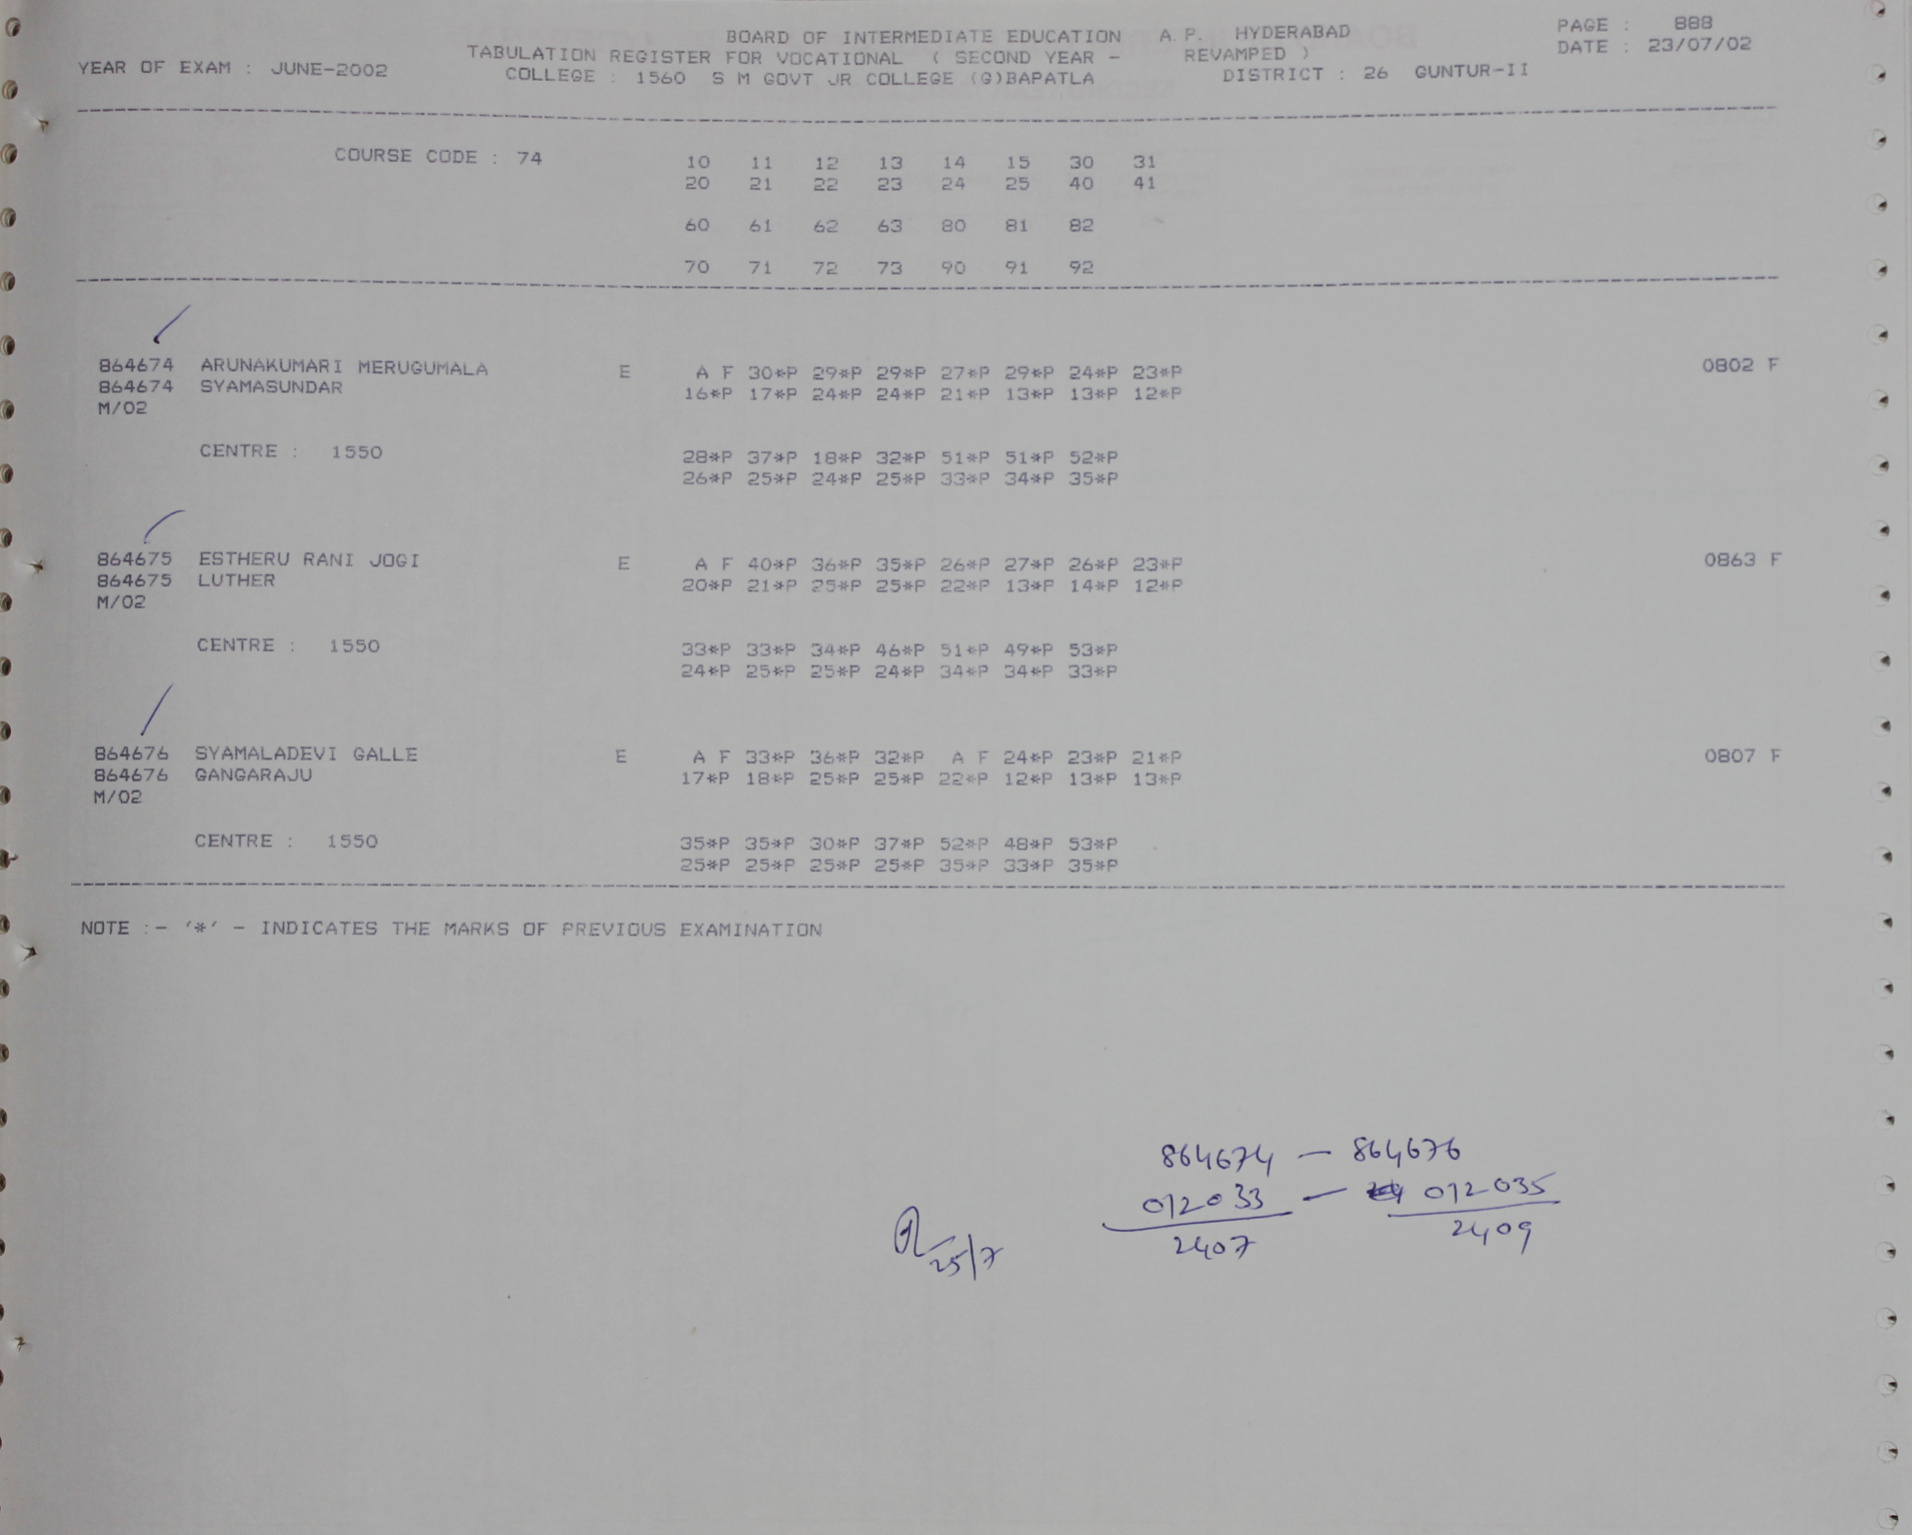 BOARD OF INTERMEDIATE EDUCATION A.P. HYDERABAD PAGE : 888
TABULATION REGISTER FOR VOCATIONAL ( SECOND YEAR - REVAMPED ) DATE : 23/07/02
YEAR OF EXAM : JUNE-2002 COLLEGE : 1560 S M GOVT JR COLLEGE (G)BAPATLA DISTRICT : 26 GUNTUR-II
COURSE CODE : 74 10 11 12 13 14 15 30 31
20 21 22 23 24 25 40 41
60 61 62 63 80 81 82
70 71 72 73 90 91 92
864674 ARUNAKUMARI MERUGUMALA E A F 30*P 29*P 29*P 27*P 29*P 24*P 23*P 0802 F
864674 SYAMASUNDAR 16*P 17*P 24*P 24*P 21*P 13*P 13*P 12*P
M/02
CENTRE : 1550 28*P 37*P 18*P 32*P 51*P 51*P 52*P
26*P 25*P 24*P 25*P 33*P 34*P 35*P
864675 ESTHERU RANI JOGI E A F 40*P 36*P 35*P 26*P 27*P 26*P 23*P 0863 F
864675 LUTHER 20*P 21*P 25*P 25*P 22*P 13*P 14*P 12*P
M/02
CENTRE : 1550 33*P 33*P 34*P 46*P 51*P 49*P 53*P
24*P 25*P 25*P 24*P 34*P 34*P 33*P
864676 SYAMALADEVI GALLE E A F 33*P 36*P 32*P A F 24*P 23*P 21*P 0807 F
864676 GANGARAJU 17*P 18*P 25*P 25*P 22*P 12*P 13*P 13*P
M/02
CENTRE : 1550 35*P 35*P 30*P 37*P 52*P 48*P 53*P
25*P 25*P 25*P 25*P 35*P 33*P 35*P
NOTE :- '*' - INDICATES THE MARKS OF PREVIOUS EXAMINATION
864674 — 864676
012033 — 012035
2407 2409
25/7